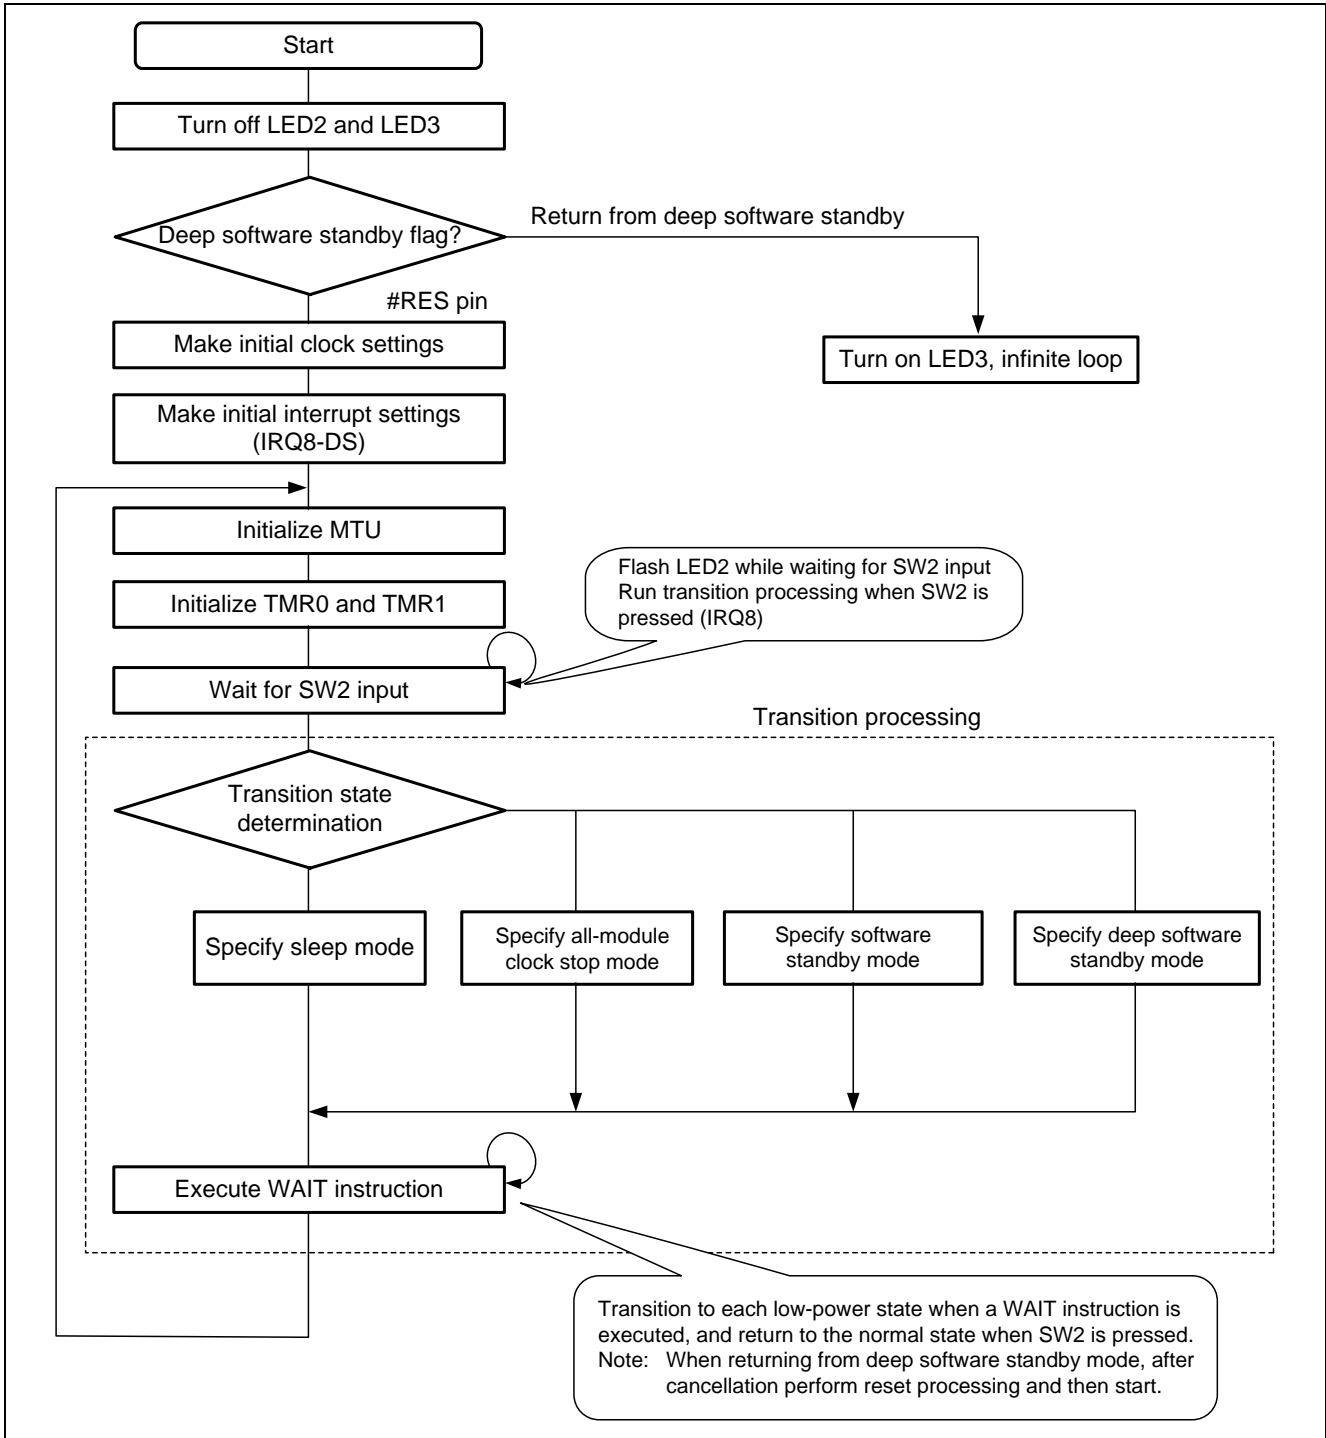 Start
Turn off LED2 and LED3
Deep software standby flag?
Return from deep software standby
#RES pin
Make initial clock settings
Turn on LED3, infinite loop
Make initial interrupt settings
(IRQ8-DS)
Initialize MTU
Flash LED2 while waiting for SW2 input
Run transition processing when SW2 is
pressed (IRQ8)
Initialize TMR0 and TMR1
Wait for SW2 input
Transition processing
Transition state
determination
Specify sleep mode
Specify all-module
clock stop mode
Specify software
standby mode
Specify deep software
standby mode
Execute WAIT instruction
Transition to each low-power state when a WAIT instruction is
executed, and return to the normal state when SW2 is pressed.
Note: When returning from deep software standby mode, after
cancellation perform reset processing and then start.